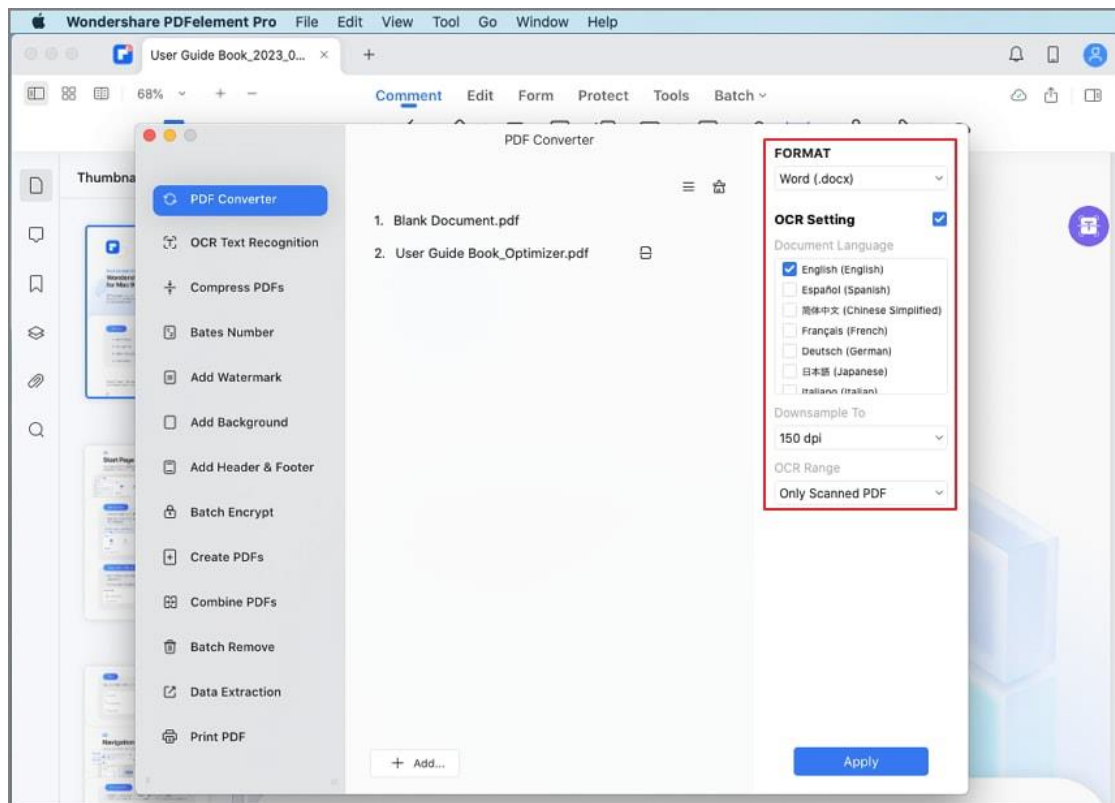 Wondershare PDFelement Pro File Edit View Tool Go Window Help
User Guide Book_2023_0...
68%
Comment Edit Form Protect Tools Batch
Thumbna
PDF Converter
PDF Converter
OCR Text Recognition
Compress PDFs
Bates Number
Add Watermark
Add Background
Add Header & Footer
Batch Encrypt
Create PDFs
Combine PDFs
Batch Remove
Data Extraction
Print PDF
1. Blank Document.pdf
2. User Guide Book_Optimizer.pdf
+ Add...
FORMAT
Word (.docx)
OCR Setting
Document Language
English (English)
Español (Spanish)
简体中文 (Chinese Simplified)
Français (French)
Deutsch (German)
日本語 (Japanese)
Italiano (Italian)
Downsample To
150 dpi
OCR Range
Only Scanned PDF
Apply
Start Page
Navigation